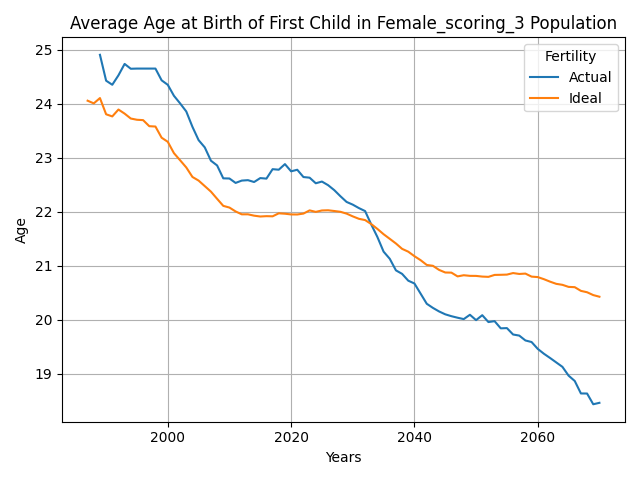 Average Age at Birth of First Child in Female_scoring_3 Population
Fertility
Actual
Ideal
Age
25
24
23
22
21
20
19
2000 2020 2040 2060
Years